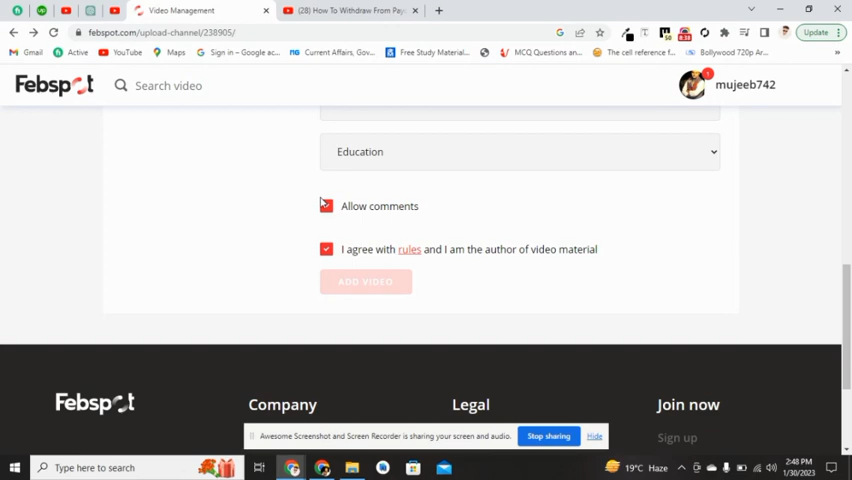 Video Management
(28) How To Withdraw From Pay
febspot.com/upload-channel/238905/
Update
Gmail
Active
YouTube
Maps
Sign in – Google ac...
Current Affairs, Gov...
Free Study Material...
MCQ Questions an...
The cell reference f...
Bollywood 720p Ar...
Febspot
Search video
1
mujeeb742
Education
Allow comments
I agree with rules and I am the author of video material
ADD VIDEO
Febspot
Company
Legal
Join now
Sign up
Awesome Screenshot and Screen Recorder is sharing your screen and audio.
Stop sharing
Hide
Type here to search
19°C Haze
2:48 PM
1/30/2023